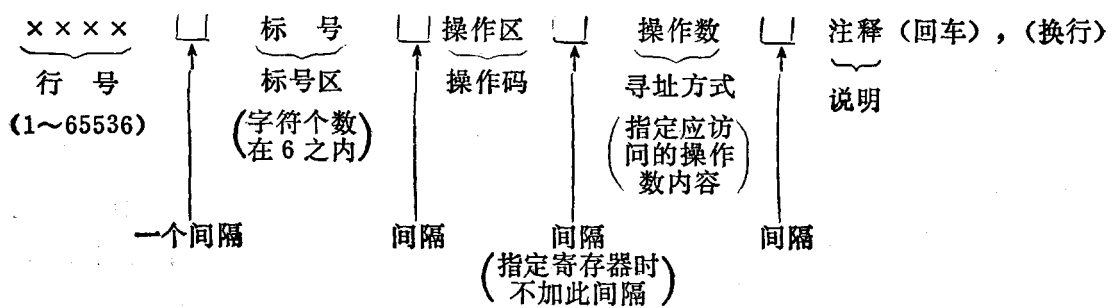 ×××× 标 号 操作区 操作数 注释（回车），（换行）
行 号 标号区 操作码 寻址方式 说明
（1～65536） （字符个数在6之内） （指定应访问的操作数内容）
一个间隔 间隔 间隔 间隔
（指定寄存器时不加此间隔）